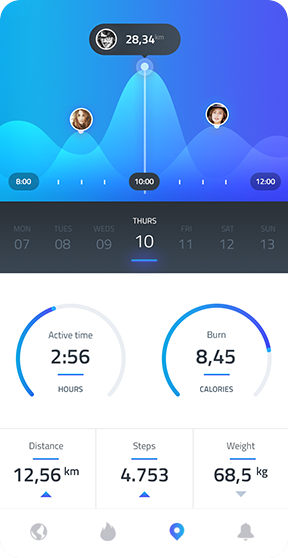 28,34 km
8:00 10:00 12:00
THURS
MON TUES WEDS FRI SAT SUN
07 08 09 10 11 12 13
Active time
2:56
HOURS
Burn
8,45
CALORIES
Distance Steps Weight
12,56 km 4.753 68,5 kg